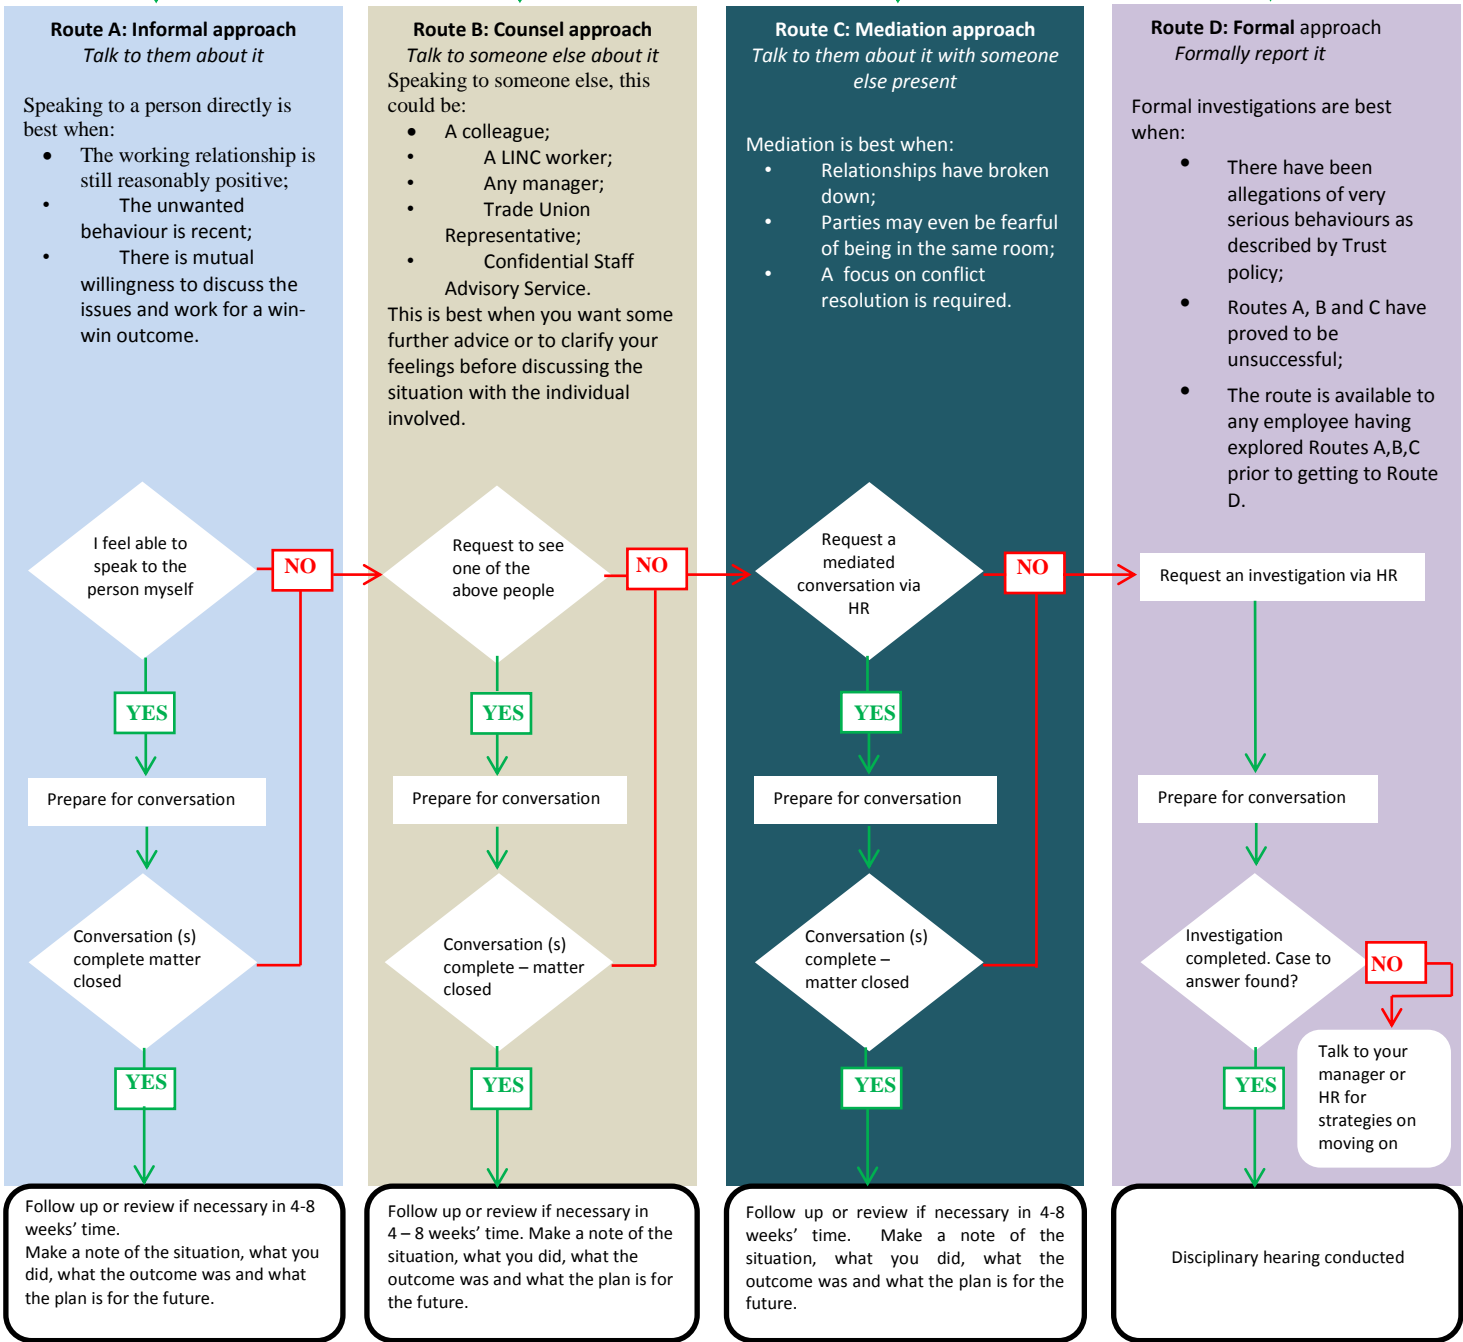 Route A: Informal approach
Talk to them about it
Speaking to a person directly is
best when:
• The working relationship is
still reasonably positive;
• The unwanted
behaviour is recent;
• There is mutual
willingness to discuss the
issues and work for a win-
win outcome.
I feel able to
speak to the
person myself
NO
YES
Prepare for conversation
Conversation (s)
complete matter
closed
YES
Follow up or review if necessary in 4-8
weeks’ time.
Make a note of the situation, what you
did, what the outcome was and what
the plan is for the future.
Route B: Counsel approach
Talk to someone else about it
Speaking to someone else, this
could be:
• A colleague;
• A LINC worker;
• Any manager;
• Trade Union
Representative;
• Confidential Staff
Advisory Service.
This is best when you want some
further advice or to clarify your
feelings before discussing the
situation with the individual
involved.
Request to see
one of the
above people
NO
YES
Prepare for conversation
Conversation (s)
complete – matter
closed
YES
Follow up or review if necessary in
4 – 8 weeks’ time. Make a note of the
situation, what you did, what the
outcome was and what the plan is for
the future.
Route C: Mediation approach
Talk to them about it with someone
else present
Mediation is best when:
• Relationships have broken
down;
• Parties may even be fearful
of being in the same room;
• A focus on conflict
resolution is required.
Request a
mediated
conversation via
HR
NO
YES
Prepare for conversation
Conversation (s)
complete –
matter closed
YES
Follow up or review if necessary in 4-8
weeks’ time. Make a note of the
situation, what you did, what the
outcome was and what the plan is for the
future.
Route D: Formal approach
Formally report it
Formal investigations are best
when:
• There have been
allegations of very
serious behaviours as
described by Trust
policy;
• Routes A, B and C have
proved to be
unsuccessful;
• The route is available to
any employee having
explored Routes A,B,C
prior to getting to Route
D.
Request an investigation via HR
Prepare for conversation
Investigation
completed. Case to
answer found?
NO
Talk to your
manager or
HR for
strategies on
moving on
YES
Disciplinary hearing conducted